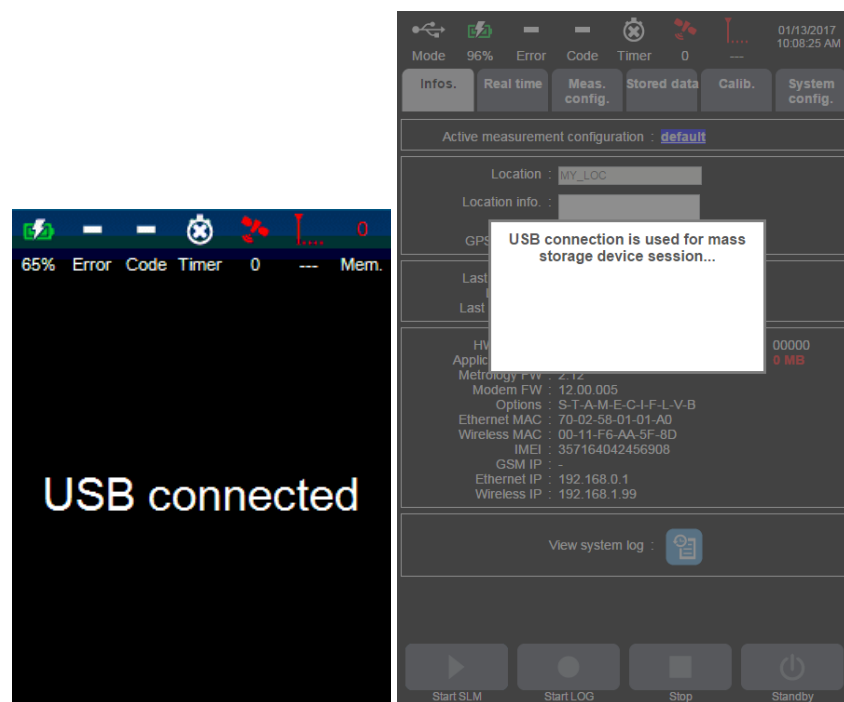 0
65% Error Code Timer 0 --- Mem.
USB connected
01/13/2017
10:08:25 AM
Mode 96% Error Code Timer 0 ---
Infos. Real time Meas. config. Stored data Calib. System config.
Active measurement configuration : default
Location : MY_LOC
Location info. :
GPS
USB connection is used for mass
storage device session...
Last
Last
HW 00000
Applic 0 MB
Metrology FW : 2.12
Modem FW : 12.00.005
Options : S-T-A-M-E-C-I-F-L-V-B
Ethernet MAC : 70-02-58-01-01-A0
Wireless MAC : 00-11-F6-AA-5F-8D
IMEI : 357164042456908
GSM IP : -
Ethernet IP : 192.168.0.1
Wireless IP : 192.168.1.99
View system log :
Start SLM Start LOG Stop Standby